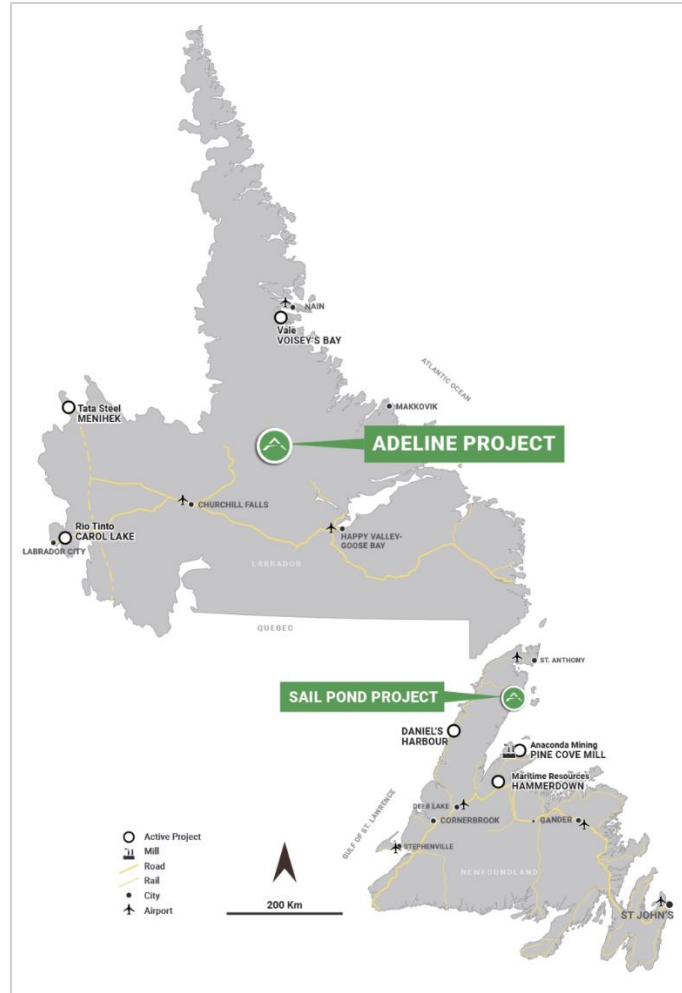 NAIN
Vale
VOISEY'S BAY
ATLANTIC OCEAN
MAKKOVIK
Tata Steel
MENIHEK
ADELINE PROJECT
CHURCHILL FALLS
Rio Tinto
CAROL LAKE
LABRADOR CITY
HAPPY VALLEY-
GOOSE BAY
LABRADOR
QUEBEC
ST. ANTHONY
SAIL POND PROJECT
DANIEL'S
HARBOUR
Anaconda Mining
PINE COVE MILL
Maritime Resources
HAMMERDOWN
DEER LAKE
GULF OF ST. LAWRENCE
CORNERBROOK
GANDER
STEPHENVILLE
NEWFOUNDLAND
ST JOHN'S
Active Project
Mill
Road
Rail
City
Airport
200 Km